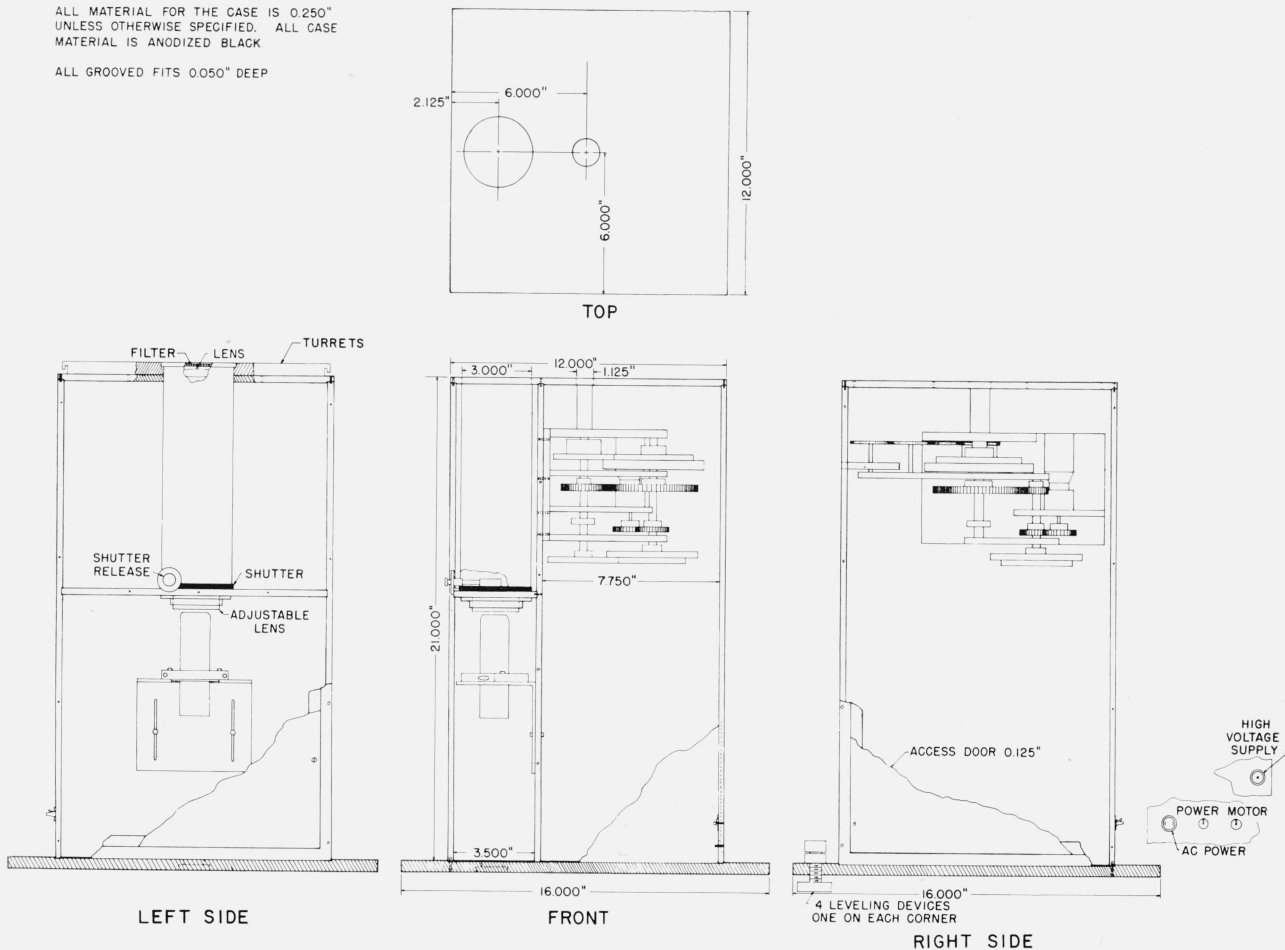 ALL MATERIAL FOR THE CASE IS 0.250"
UNLESS OTHERWISE SPECIFIED. ALL CASE
MATERIAL IS ANODIZED BLACK
ALL GROOVED FITS 0.050" DEEP
6.000"
2.125"
6.000"
12.000"
TOP
FILTER
LENS
TURRETS
SHUTTER
RELEASE
SHUTTER
ADJUSTABLE
LENS
LEFT SIDE
12.000"
3.000"
1.125"
7.750"
21.000"
3.500"
16.000"
FRONT
ACCESS DOOR 0.125"
16.000"
4 LEVELING DEVICES
ONE ON EACH CORNER
RIGHT SIDE
HIGH
VOLTAGE
SUPPLY
POWER MOTOR
AC POWER